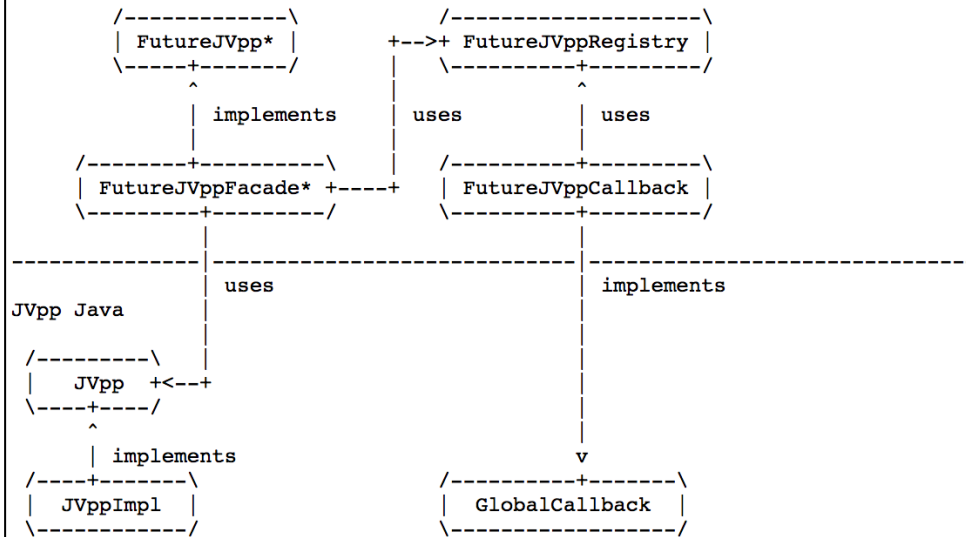 /-------------\            /--------------------\
| FutureJVpp* |       +-->+ FutureJVppRegistry |
\-----+-------/       |   \----------+---------/
^               |              ^
| implements    | uses         | uses
|               |              |
/--------+----------\    |   /----------+---------\
| FutureJVppFacade* +----+   | FutureJVppCallback |
\---------+---------/        \----------+---------/
|                              |
---------------|-----------------------------|------------------------------
| uses                         | implements
JVpp Java       |                              |
|                              |
/---------\    |                              |
|   JVpp  +<--+                              |
\----+----/                                   |
^                                        |
| implements                             v
/----+-------\                    /----------+-------\
|  JVppImpl  |                    |  GlobalCallback  |
\------------/                    \------------------/